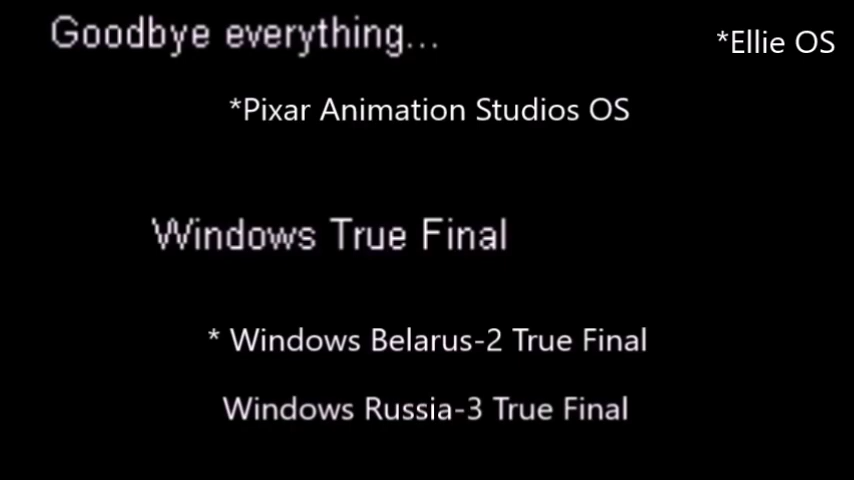 Goodbye everything...
*Ellie OS
*Pixar Animation Studios OS
Windows True Final
* Windows Belarus-2 True Final
Windows Russia-3 True Final